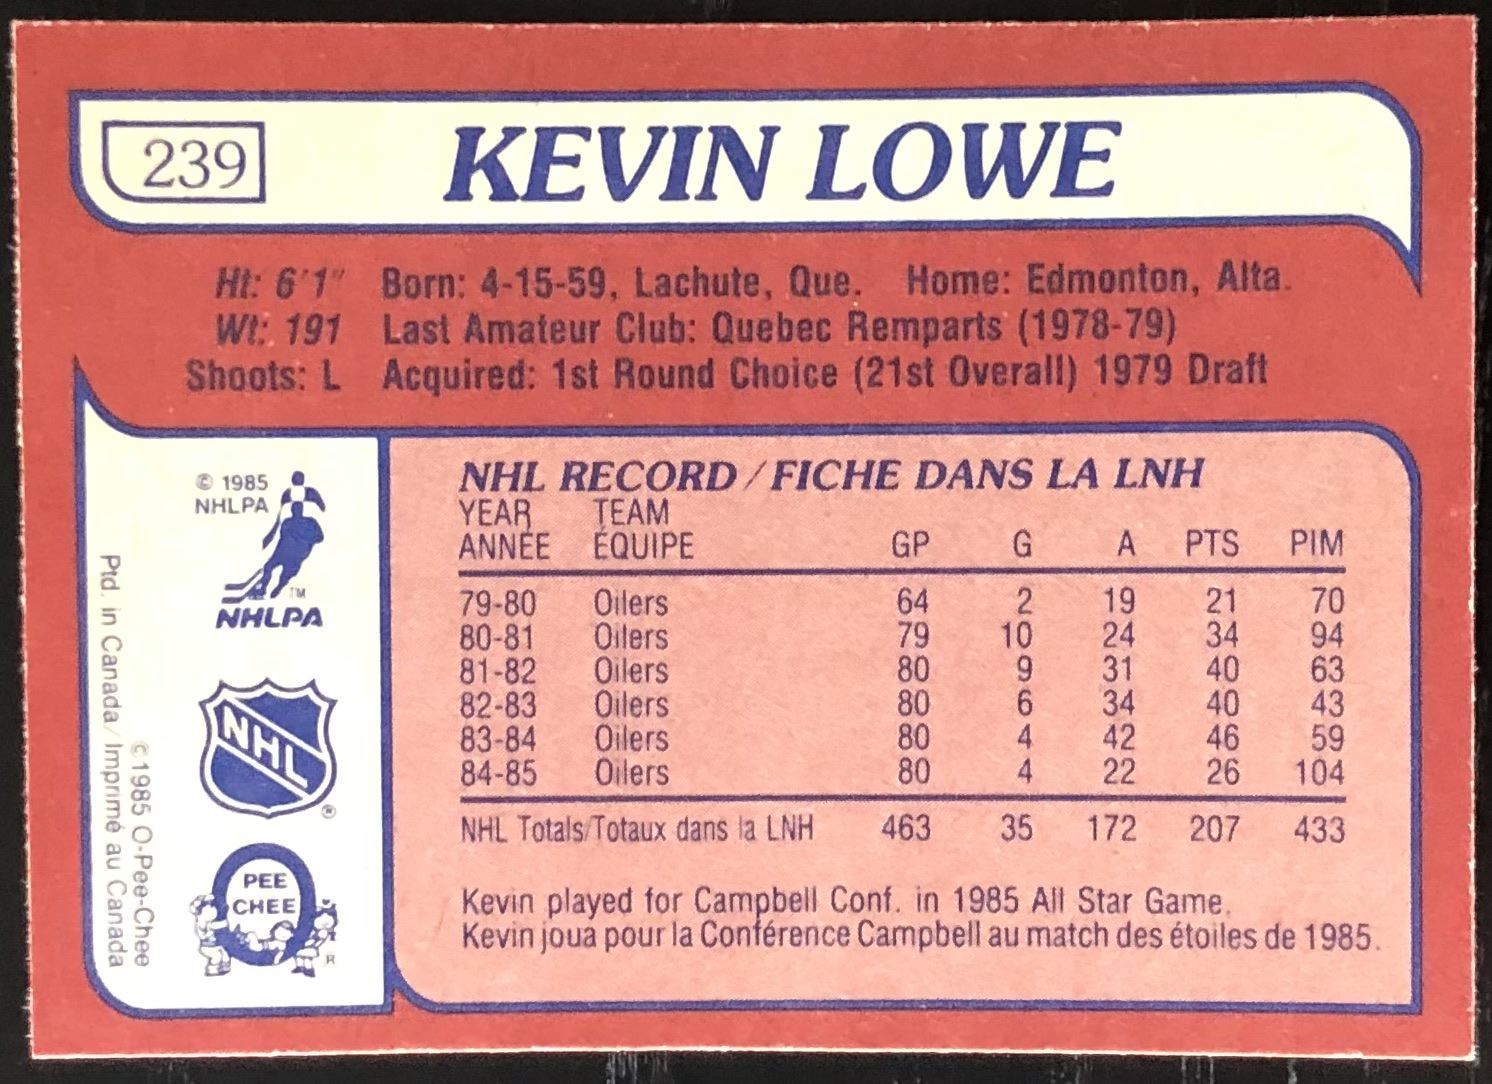 239
KEVIN LOWE
Ht: 6'1" Born: 4-15-59, Lachute, Que. Home: Edmonton, Alta.
Wt: 191 Last Amateur Club: Quebec Remparts (1978-79)
Shoots: L Acquired: 1st Round Choice (21st Overall) 1979 Draft
© 1985
NHLPA
TM
NHLPA
NHL
®
PEE
CHEE
R
©1985 O-Pee-Chee
Ptd. in Canada/Imprimé au Canada
NHL RECORD/FICHE DANS LA LNH
YEAR TEAM
ANNÉE ÉQUIPE GP G A PTS PIM
79-80 Oilers 64 2 19 21 70
80-81 Oilers 79 10 24 34 94
81-82 Oilers 80 9 31 40 63
82-83 Oilers 80 6 34 40 43
83-84 Oilers 80 4 42 46 59
84-85 Oilers 80 4 22 26 104
NHL Totals/Totaux dans la LNH 463 35 172 207 433
Kevin played for Campbell Conf. in 1985 All Star Game.
Kevin joua pour la Conférence Campbell au match des étoiles de 1985.